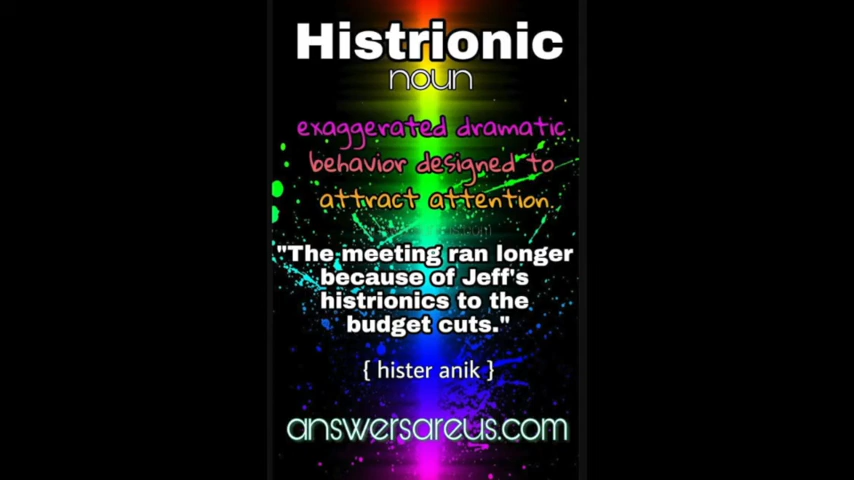 Histrionic
noun
exaggerated dramatic
behavior designed to
attract attention.
"The meeting ran longer
because of Jeff's
histrionics to the
budget cuts."
{ hister anik }
answersareus.com